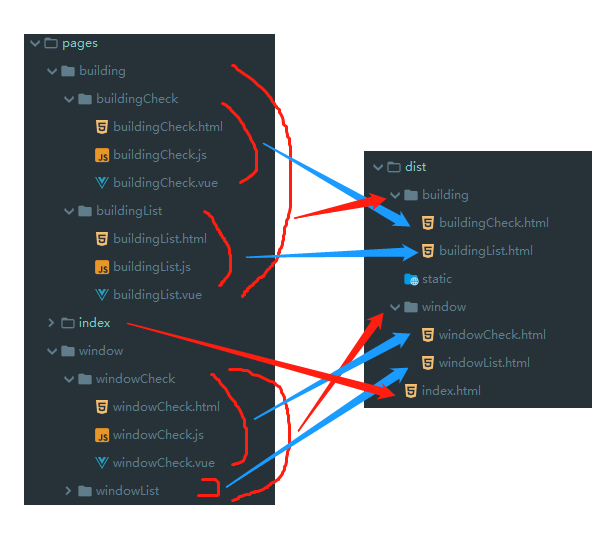 pages
building
buildingCheck
buildingCheck.html
buildingCheck.js
buildingCheck.vue
buildingList
buildingList.html
buildingList.js
buildingList.vue
index
window
windowCheck
windowCheck.html
windowCheck.js
windowCheck.vue
windowList
dist
building
buildingCheck.html
buildingList.html
static
window
windowCheck.html
windowList.html
index.html